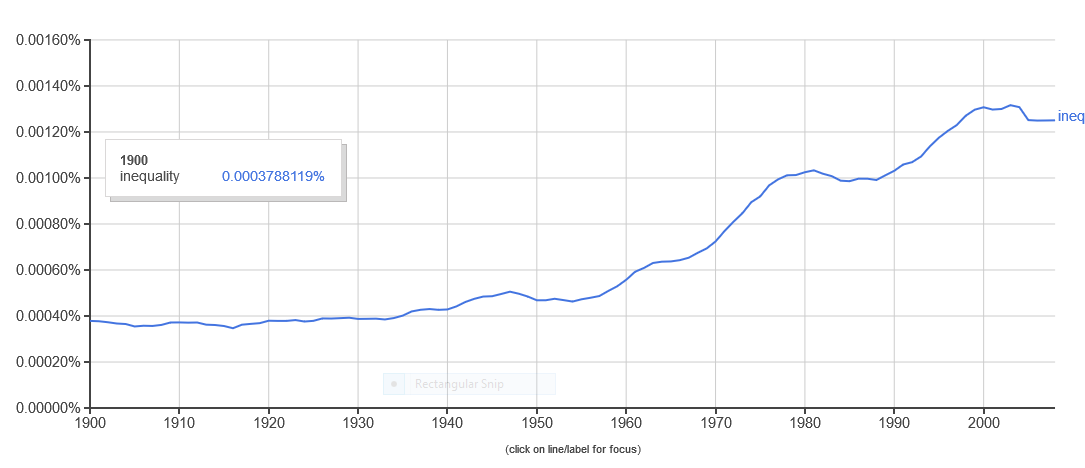 0.00160%
0.00140%
0.00120%
0.00100%
0.00080%
0.00060%
0.00040%
0.00020%
0.00000%
1900
inequality 0.0003788119%
ineq
Rectangular Snip
1900 1910 1920 1930 1940 1950 1960 1970 1980 1990 2000
(click on line/label for focus)